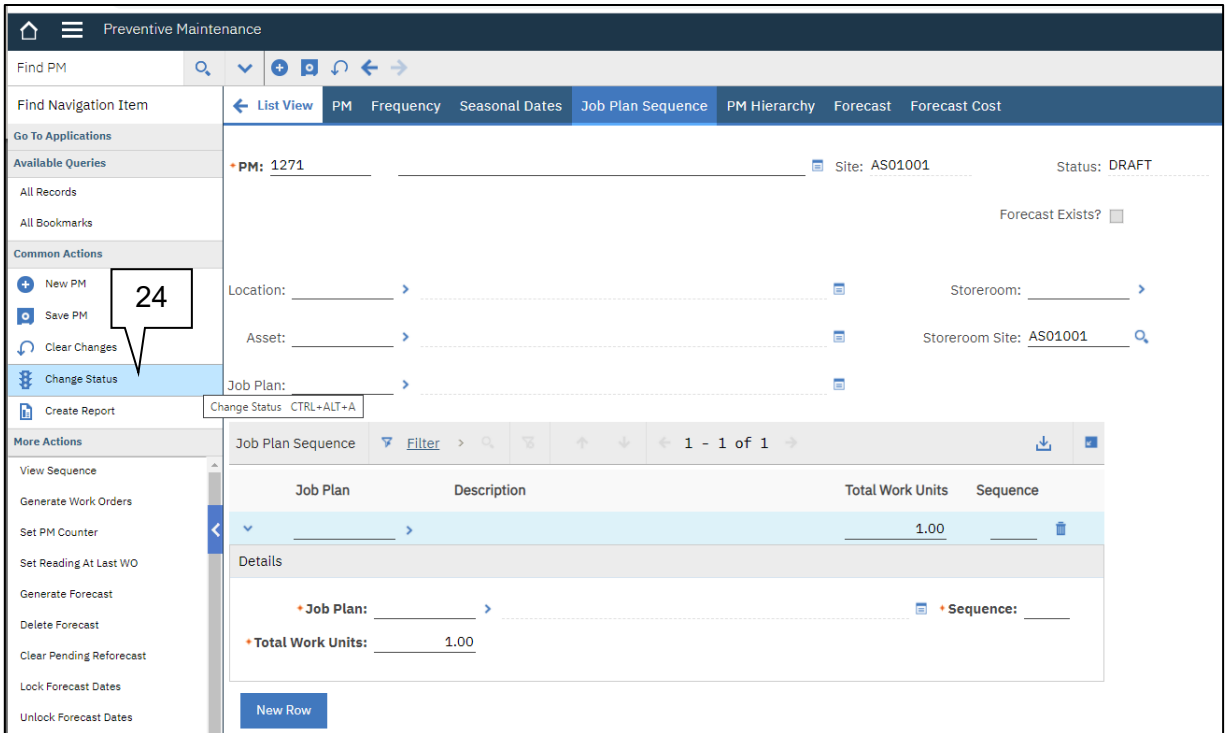 Preventive Maintenance
Find PM
Find Navigation Item
List View PM Frequency Seasonal Dates Job Plan Sequence PM Hierarchy Forecast Forecast Cost
Go To Applications
Available Queries
All Records
All Bookmarks
Common Actions
New PM
Save PM
Clear Changes
Change Status
Create Report
24
Change Status CTRL+ALT+A
More Actions
View Sequence
Generate Work Orders
Set PM Counter
Set Reading At Last WO
Generate Forecast
Delete Forecast
Clear Pending Reforecast
Lock Forecast Dates
Unlock Forecast Dates
* PM: 1271 Site: AS01001 Status: DRAFT
Forecast Exists?
Location: Storeroom:
Asset: Storeroom Site: AS01001
Job Plan:
Job Plan Sequence Filter 1 - 1 of 1
Job Plan Description Total Work Units Sequence
1.00
Details
* Job Plan: * Sequence:
* Total Work Units: 1.00
New Row